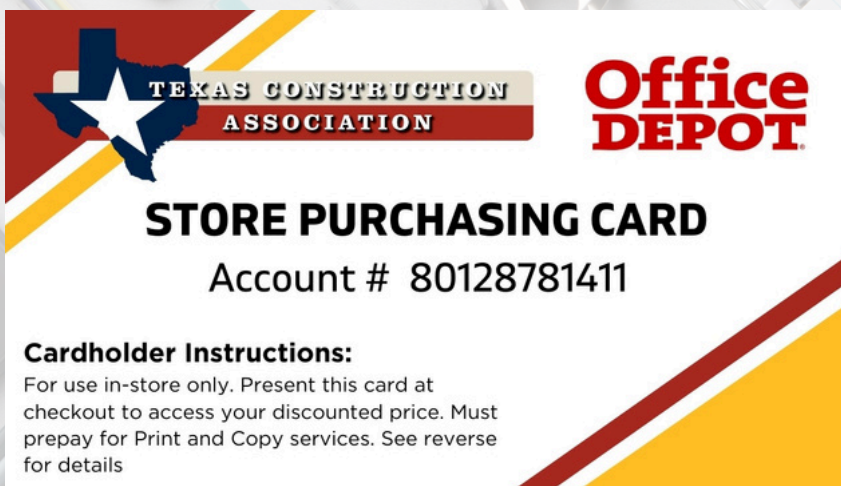 TEXAS CONSTRUCTION
ASSOCIATION
Office
DEPOT
STORE PURCHASING CARD
Account # 80128781411
Cardholder Instructions:
For use in-store only. Present this card at
checkout to access your discounted price. Must
prepay for Print and Copy services. See reverse
for details